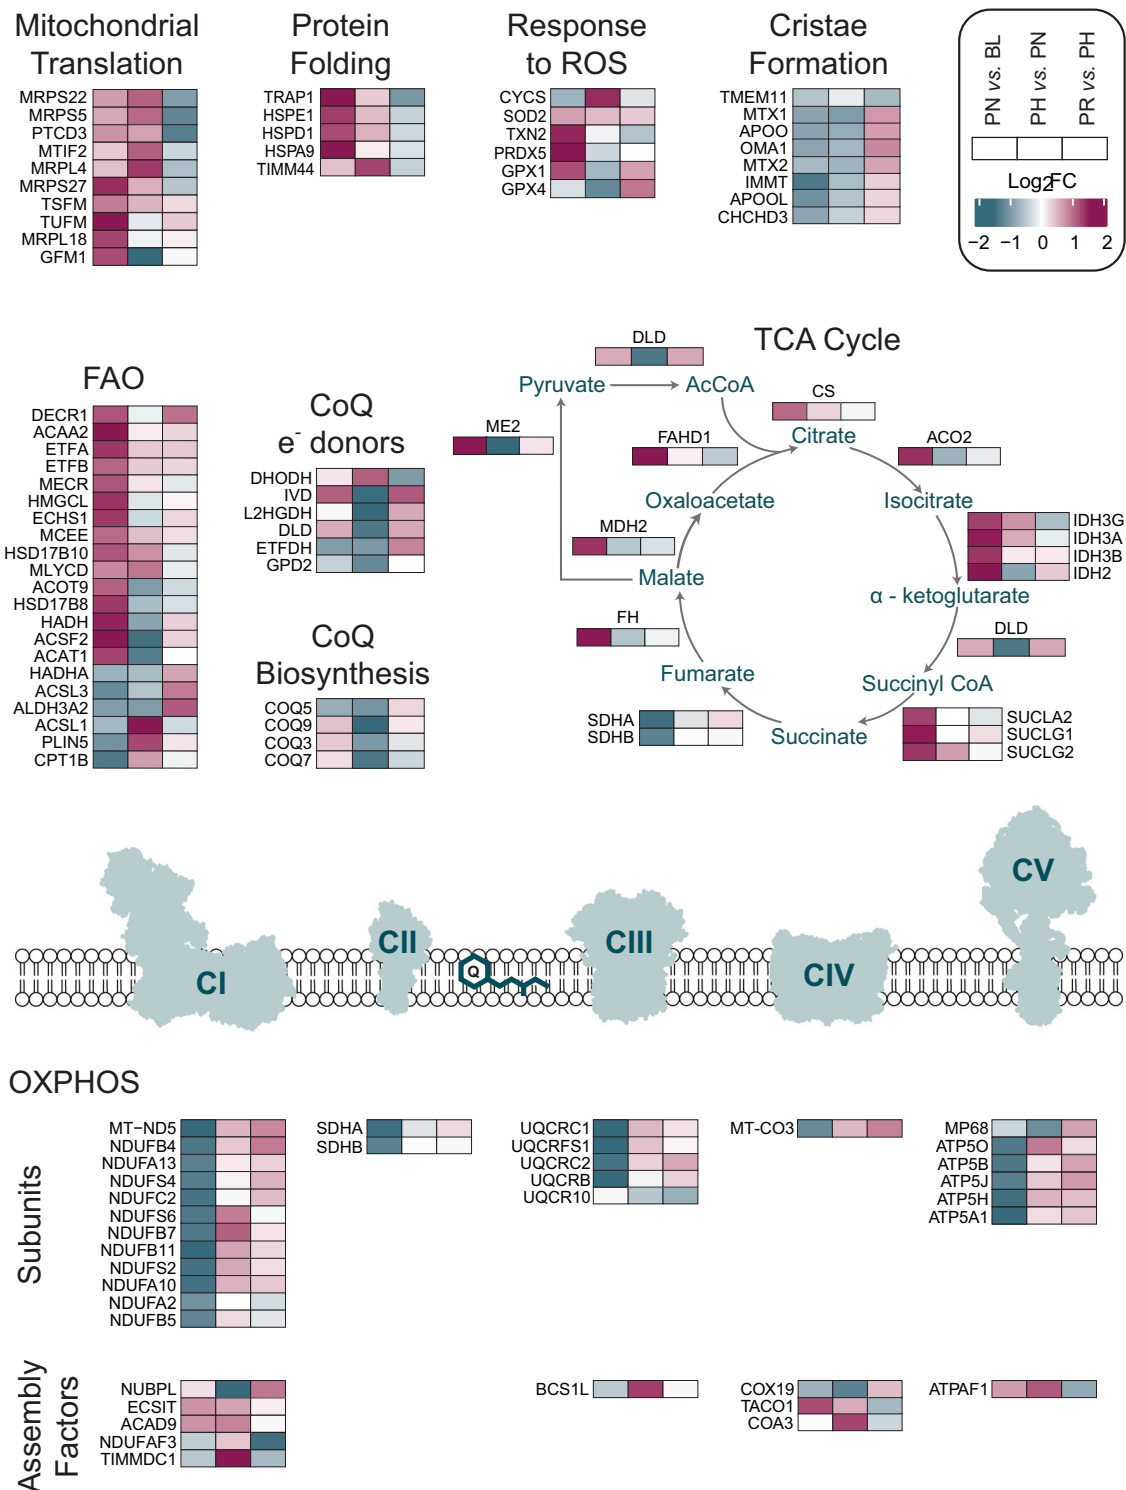 Mitochondrial
Translation
MRPS22
MRPS5
PTCD3
MTIF2
MRPL4
MRPS27
TSFM
TUFM
MRPL18
GFM1
Protein
Folding
TRAP1
HSPE1
HSPD1
HSPA9
TIMM44
Response
to ROS
CYCS
SOD2
TXN2
PRDX5
GPX1
GPX4
Cristae
Formation
TMEM11
MTX1
APOO
OMA1
MTX2
IMMT
APOOL
CHCHD3
PN vs. BL
PH vs. PN
PR vs. PH
Log2FC
−2 −1 0 1 2
FAO
DECR1
ACAA2
ETFA
ETFB
MECR
HMGCL
ECHS1
MCEE
HSD17B10
MLYCD
ACOT9
HSD17B8
HADH
ACSF2
ACAT1
HADHA
ACSL3
ALDH3A2
ACSL1
PLIN5
CPT1B
CoQ
e- donors
DHODH
IVD
L2HGDH
DLD
ETFDH
GPD2
CoQ
Biosynthesis
COQ5
COQ9
COQ3
COQ7
TCA Cycle
DLD
Pyruvate
AcCoA
CS
Citrate
ME2
FAHD1
ACO2
Oxaloacetate
Isocitrate
MDH2
IDH3G
IDH3A
IDH3B
IDH2
Malate
α - ketoglutarate
FH
DLD
Fumarate
Succinyl CoA
SDHA
SDHB
Succinate
SUCLA2
SUCLG1
SUCLG2
CI
CII
Q
CIII
CIV
CV
OXPHOS
Subunits
MT−ND5
NDUFB4
NDUFA13
NDUFS4
NDUFC2
NDUFS6
NDUFB7
NDUFB11
NDUFS2
NDUFA10
NDUFA2
NDUFB5
SDHA
SDHB
UQCRC1
UQCRFS1
UQCRC2
UQCRB
UQCR10
MT-CO3
MP68
ATP5O
ATP5B
ATP5J
ATP5H
ATP5A1
Assembly
Factors
NUBPL
ECSIT
ACAD9
NDUFAF3
TIMMDC1
BCS1L
COX19
TACO1
COA3
ATPAF1